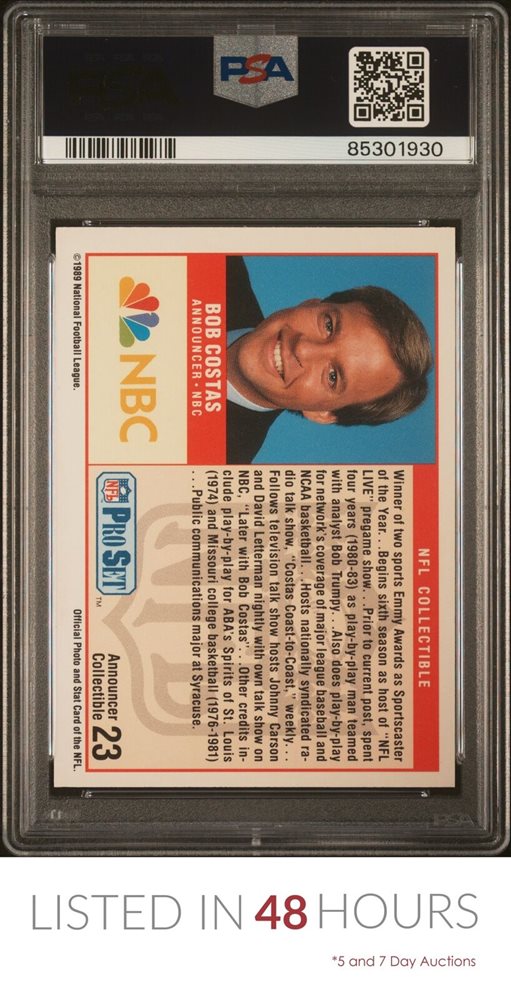 PSA
85301930
NFL COLLECTIBLE
BOB COSTAS
ANNOUNCER • NBC
NBC
Winner of two sports Emmy Awards as Sportscaster
of the Year. . .Begins sixth season as host of "NFL
LIVE" pregame show. . .Prior to current post, spent
four years (1980-83) as play-by-play man teamed
with analyst Bob Trumpy. . .Also does play-by-play
for network's coverage of major league baseball and
NCAA basketball. . .Hosts nationally syndicated ra-
dio talk show, "Costas Coast-to-Coast," weekly. . .
Follows television talk show hosts Johnny Carson
and David Letterman nightly with own talk show on
NBC, "Later with Bob Costas". . .Other credits in-
clude play-by-play for ABA's Spirits of St. Louis
(1974) and Missouri college basketball (1976-1981)
. . .Public communications major at Syracuse.
NFL PRO SET ™
Announcer
Collectible 23
©1989 National Football League.
Official Photo and Stat Card of the NFL.
PSA
LISTED IN 48 HOURS
*5 and 7 Day Auctions